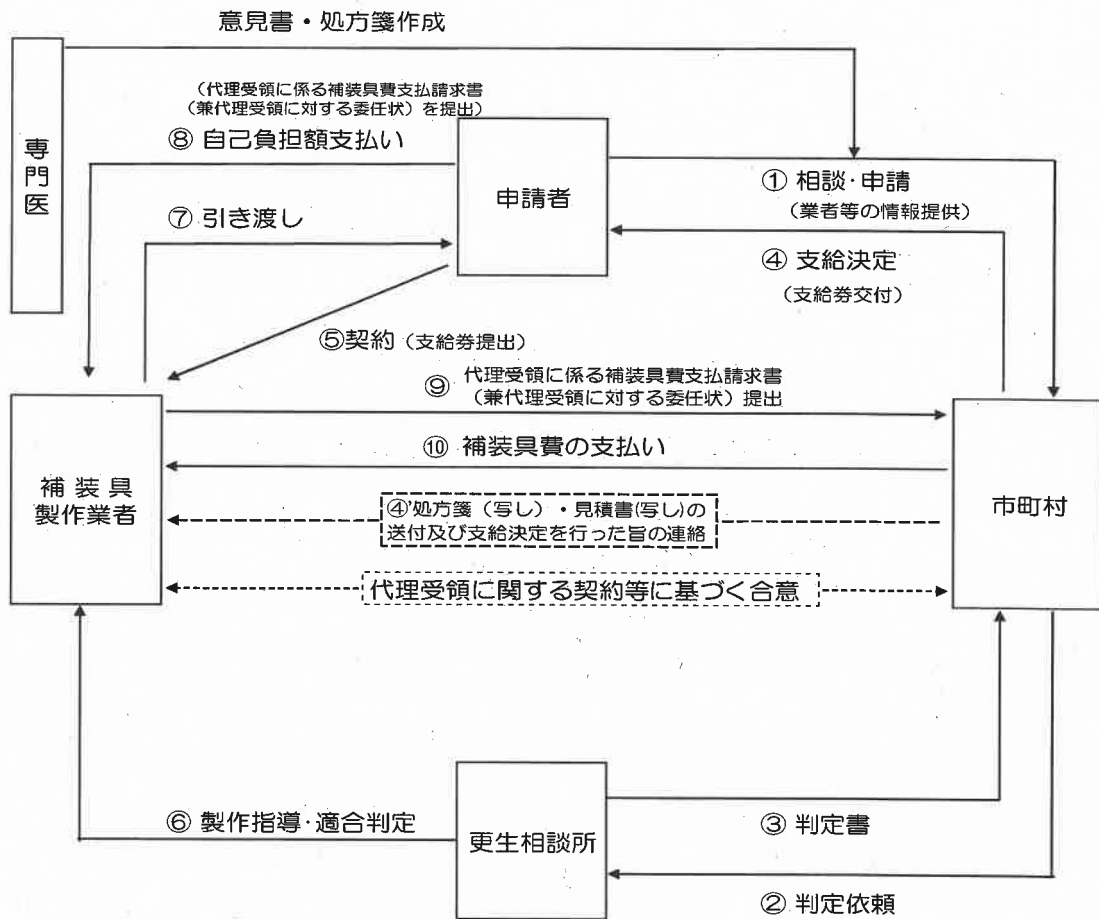 意見書・処方箋作成
専門医
（代理受領に係る補装具費支払請求書
（兼代理受領に対する委任状）を提出）
⑧ 自己負担額支払い
申請者
① 相談・申請
（業者等の情報提供）
⑦ 引き渡し
④ 支給決定
（支給券交付）
⑤契約（支給券提出）
⑨ 代理受領に係る補装具費支払請求書
（兼代理受領に対する委任状）提出
⑩ 補装具費の支払い
補装具
製作業者
市町村
④'処方箋（写し）・見積書(写し)の
送付及び支給決定を行った旨の連絡
代理受領に関する契約等に基づく合意
⑥ 製作指導・適合判定
更生相談所
③ 判定書
② 判定依頼